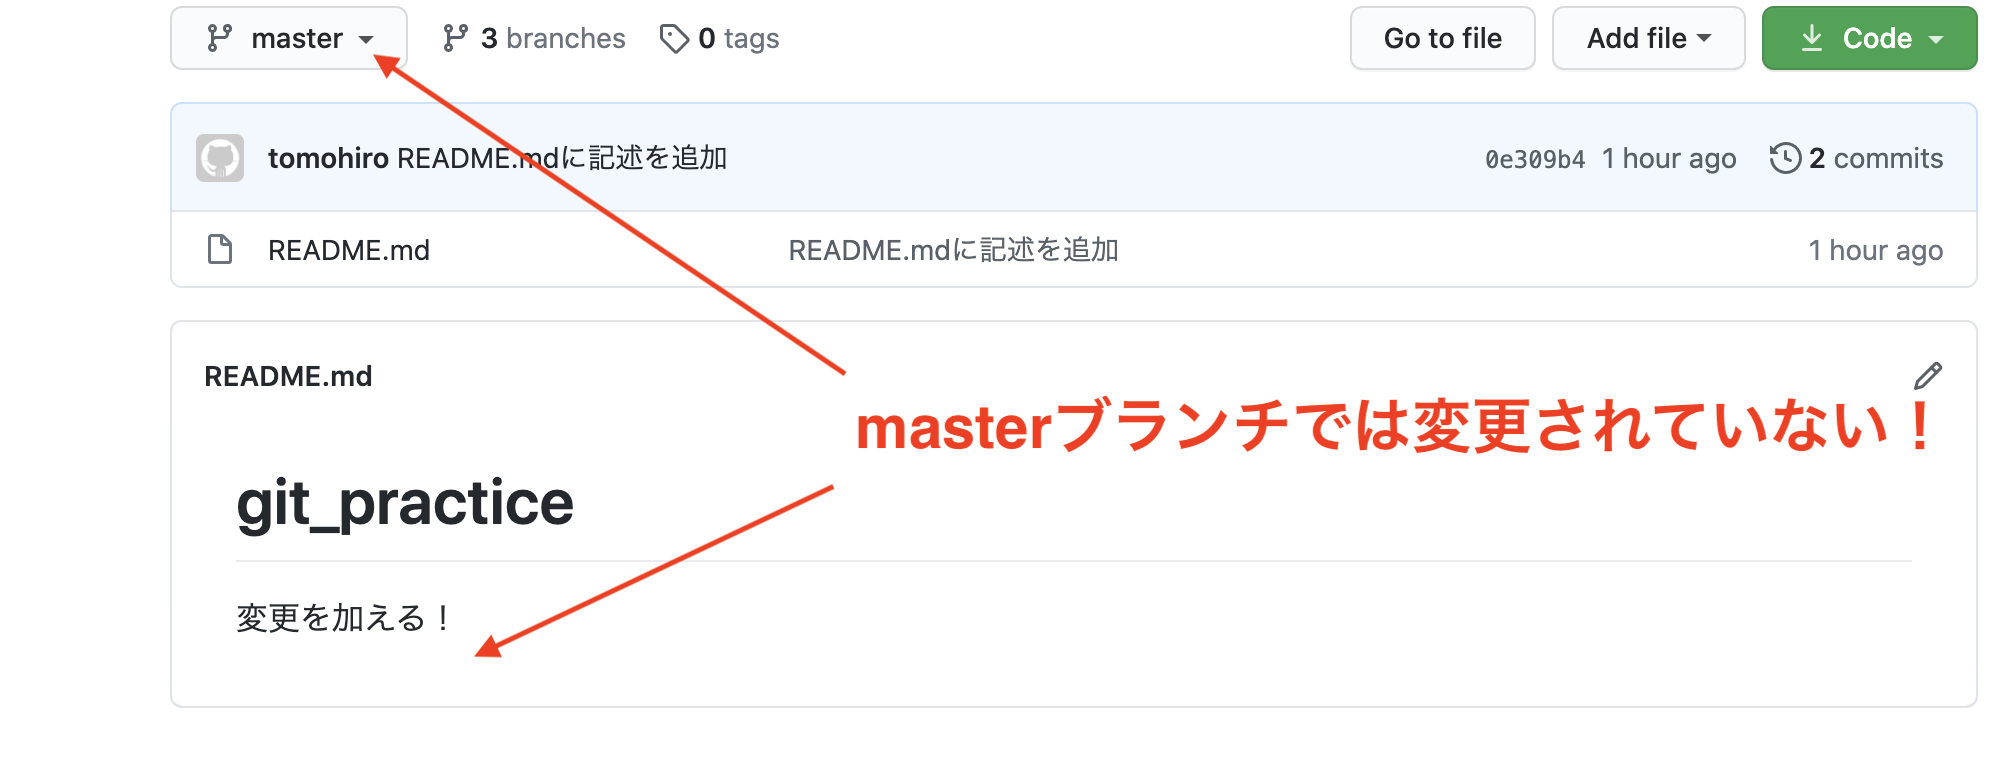 master 3 branches 0 tags Go to file Add file Code
tomohiro README.mdに記述を追加 0e309b4 1 hour ago 2 commits
README.md README.mdに記述を追加 1 hour ago
README.md
masterブランチでは変更されていない！
git_practice
変更を加える！